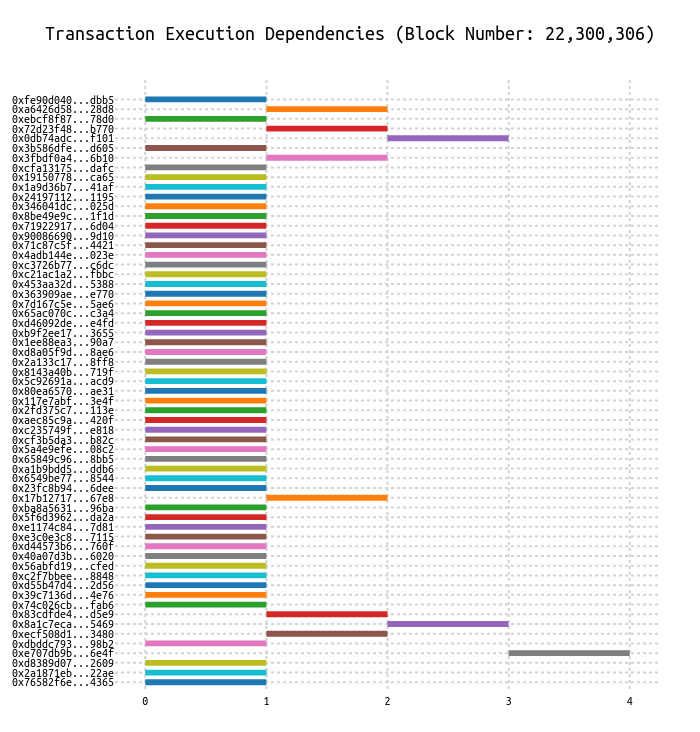 Transaction Execution Dependencies (Block Number: 22,300,306)
0xfe90d040...dbb5
0xa6426d58...28d8
0xebcf8f87...78d0
0x72d23f48...b770
0x0db74adc...f101
0x3b586dfe...d605
0x3fbdf0a4...6b10
0xcfa13175...dafc
0x19150778...ca65
0x1a9d36b7...41af
0x24197112...1195
0x346041dc...025d
0x8be49e9c...1f1d
0x71922917...6d04
0x90086690...9d10
0x71c87c5f...4421
0x4adb144e...023e
0xc3726b77...c6dc
0xc21ac1a2...fbbc
0x453aa32d...5388
0x363909ae...e770
0x7d167c5e...5ae6
0x65ac070c...c3a4
0xd46092de...e4fd
0xb9f2ee17...3655
0x1ee88ea3...90a7
0xd8a05f9d...8ae6
0x2a133c17...8ff8
0x8143a40b...719f
0x5c92691a...acd9
0x80ea6570...ae31
0x117e7abf...3e4f
0x2fd375c7...113e
0xaec85c9a...420f
0xc235749f...e818
0xcf3b5da3...b82c
0x5a4e9efe...08c2
0x65849c96...8bb5
0xa1b9bdd5...ddb6
0x6549be77...8544
0x23fc8b94...6dee
0x17b12717...67e8
0xba8a5631...96ba
0x5f6d3962...da2a
0xe1174c84...7d81
0xe3c0e3c8...7115
0xd44573b6...760f
0x40a07d3b...6020
0x56abfd19...cfed
0xc2f7bbee...8848
0xd55b47d4...2d56
0x39c7136d...4e76
0x74c026cb...fab6
0x83cdfde4...d5e9
0x8a1c7eca...5469
0xecf508d1...3480
0xdbddc793...98b2
0xe707db9b...6e4f
0xd8389d07...2609
0x2a1871eb...22ae
0x76582f6e...4365
0 1 2 3 4